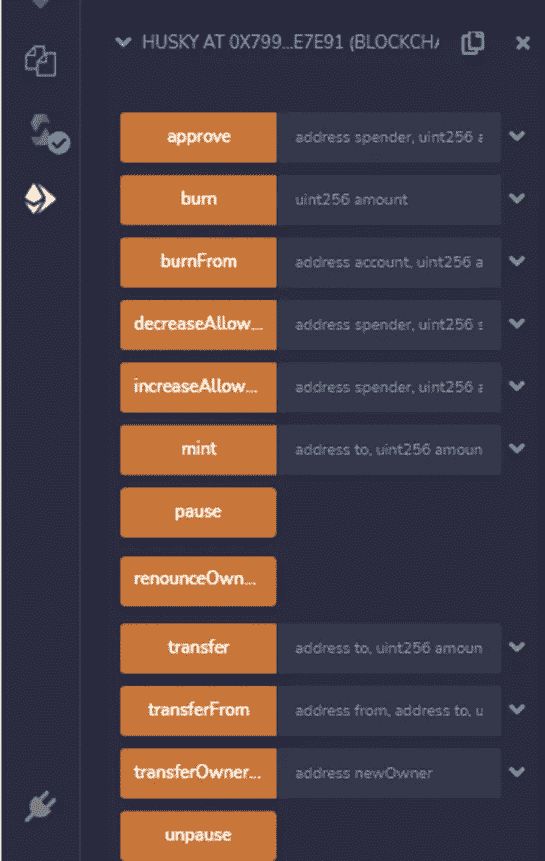 HUSKY AT 0X799...E7E91 (BLOCKCHA
approve address spender, uint256 a
burn uint256 amount
burnFrom address account, uint256 a
decreaseAllow... address spender, uint256 s
increaseAllow... address spender, uint256 a
mint address to, uint256 amoun
pause
renounceOwn...
transfer address to, uint256 amoun
transferFrom address from, address to, u
transferOwner... address newOwner
unpause